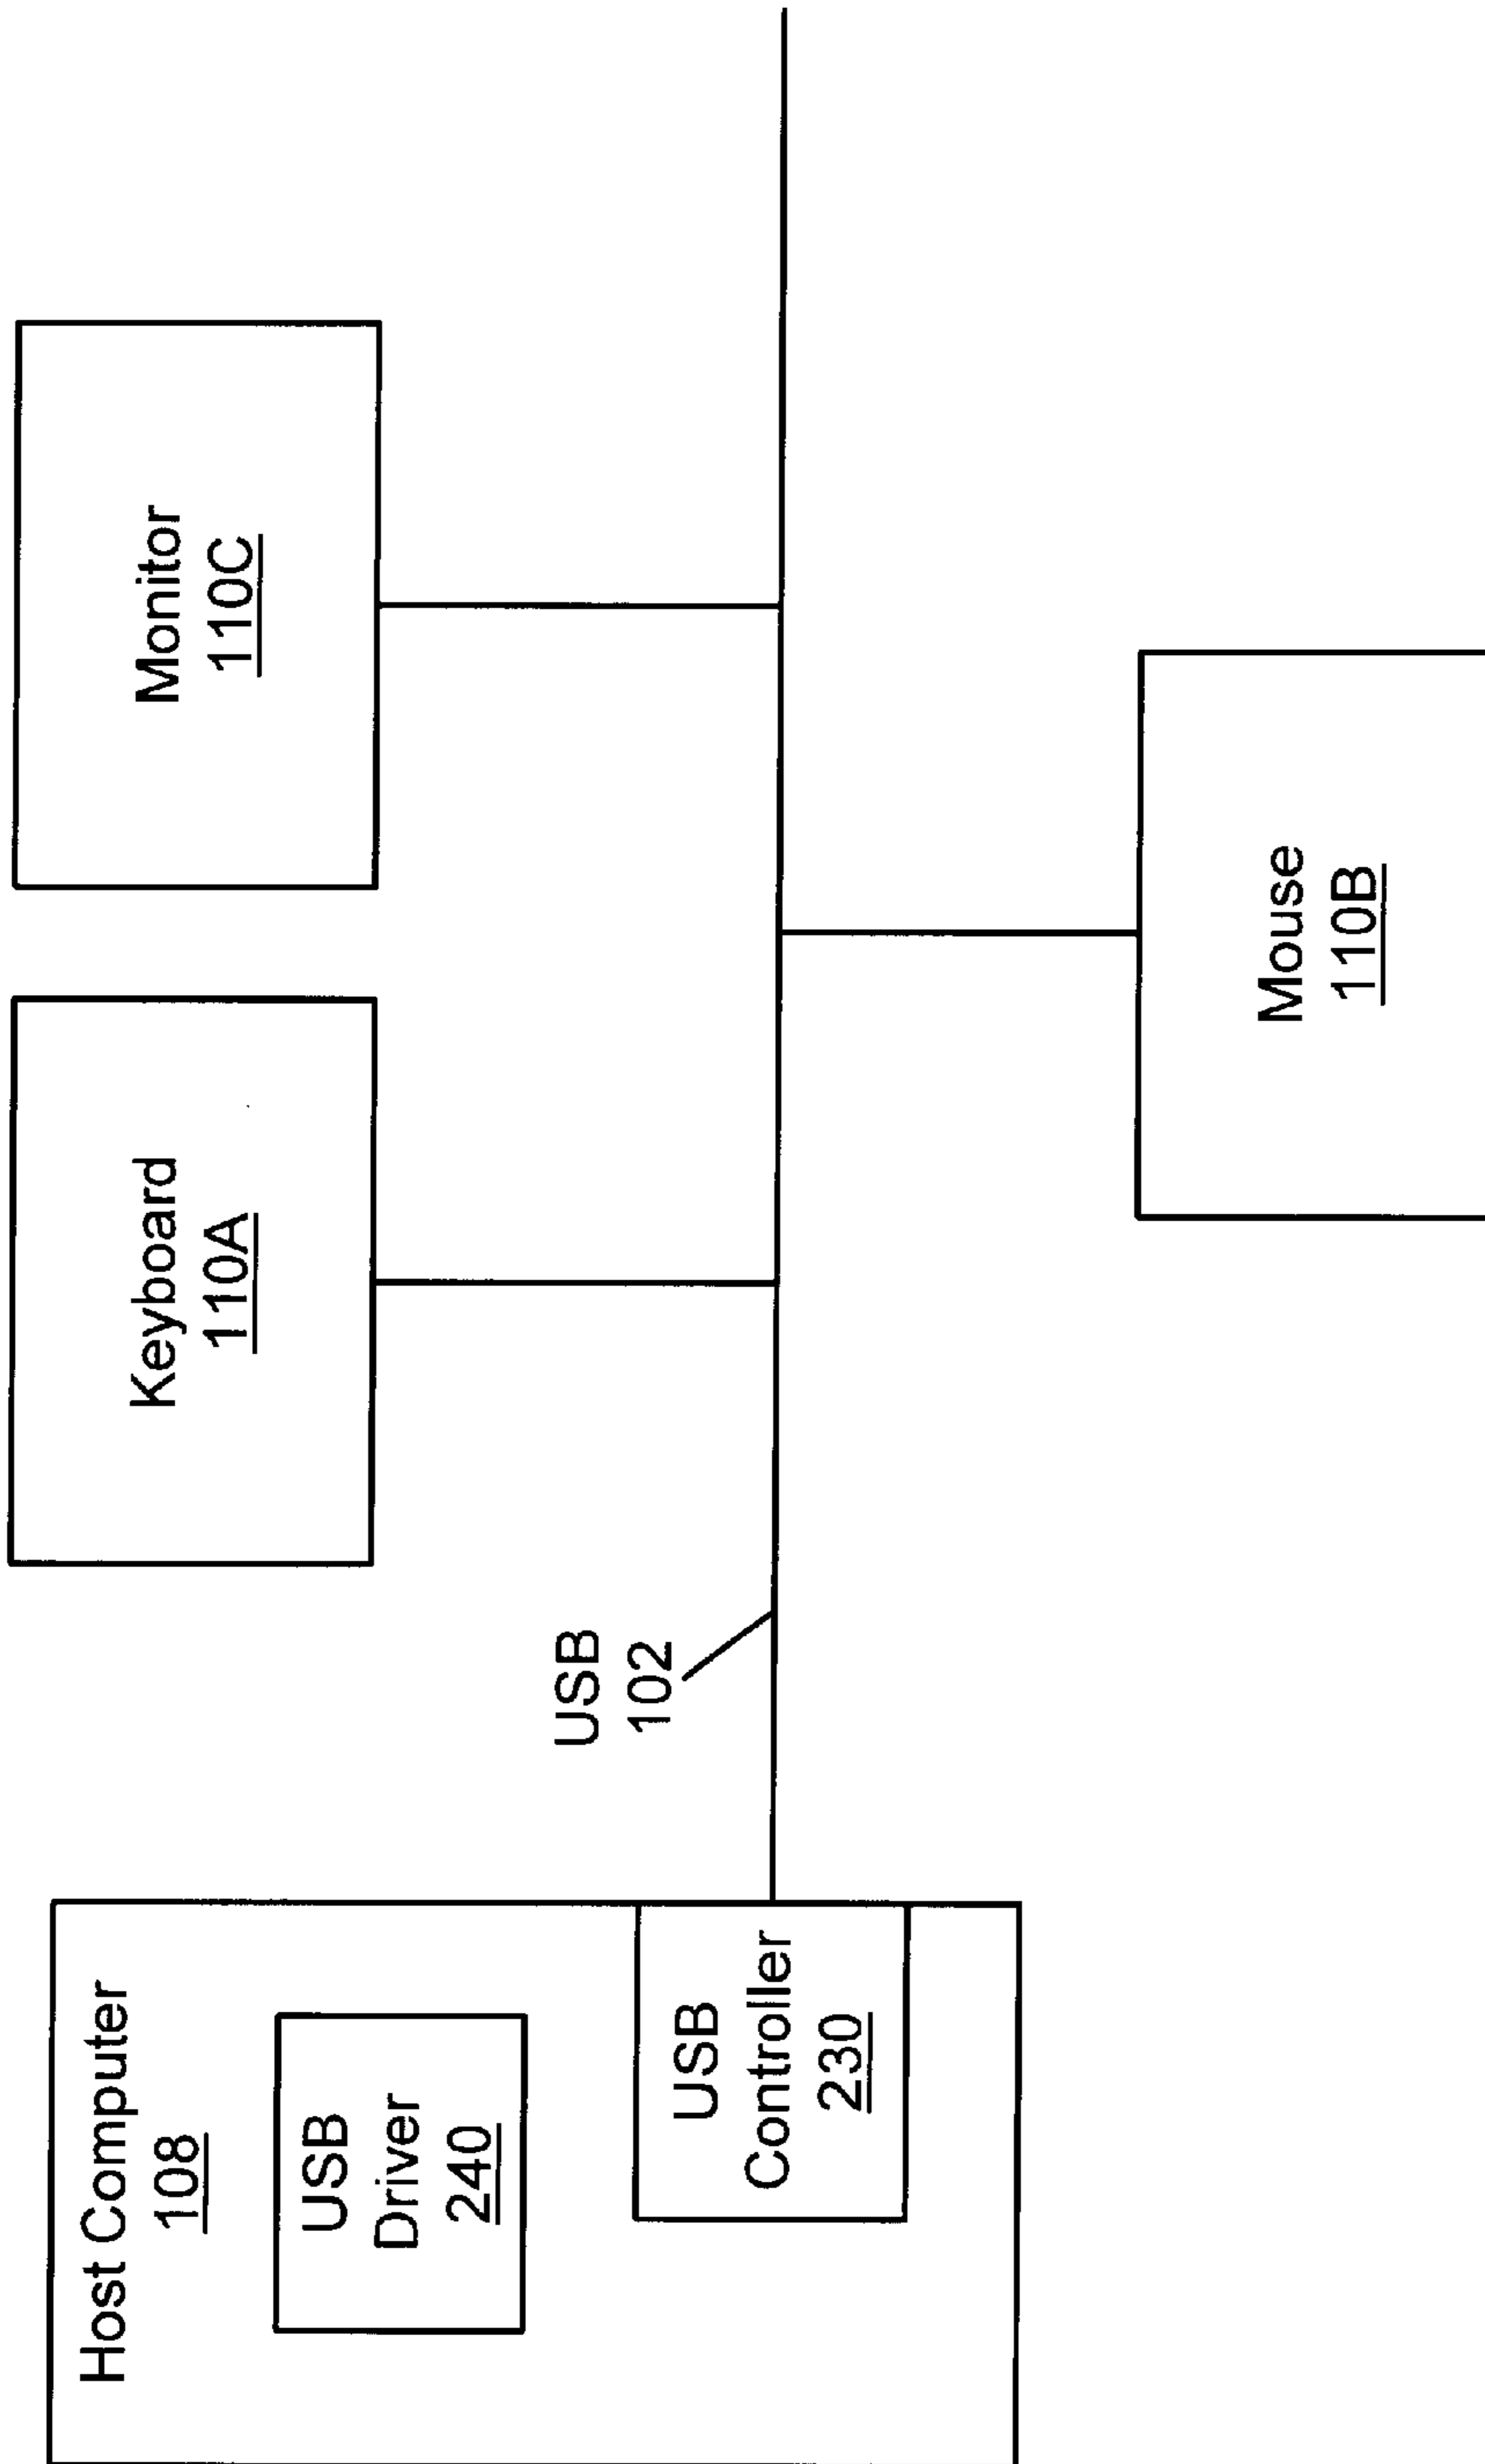 Host Computer
108
USB
Driver
240
USB
Controller
230
USB
102
Keyboard
110A
Monitor
110C
Mouse
110B